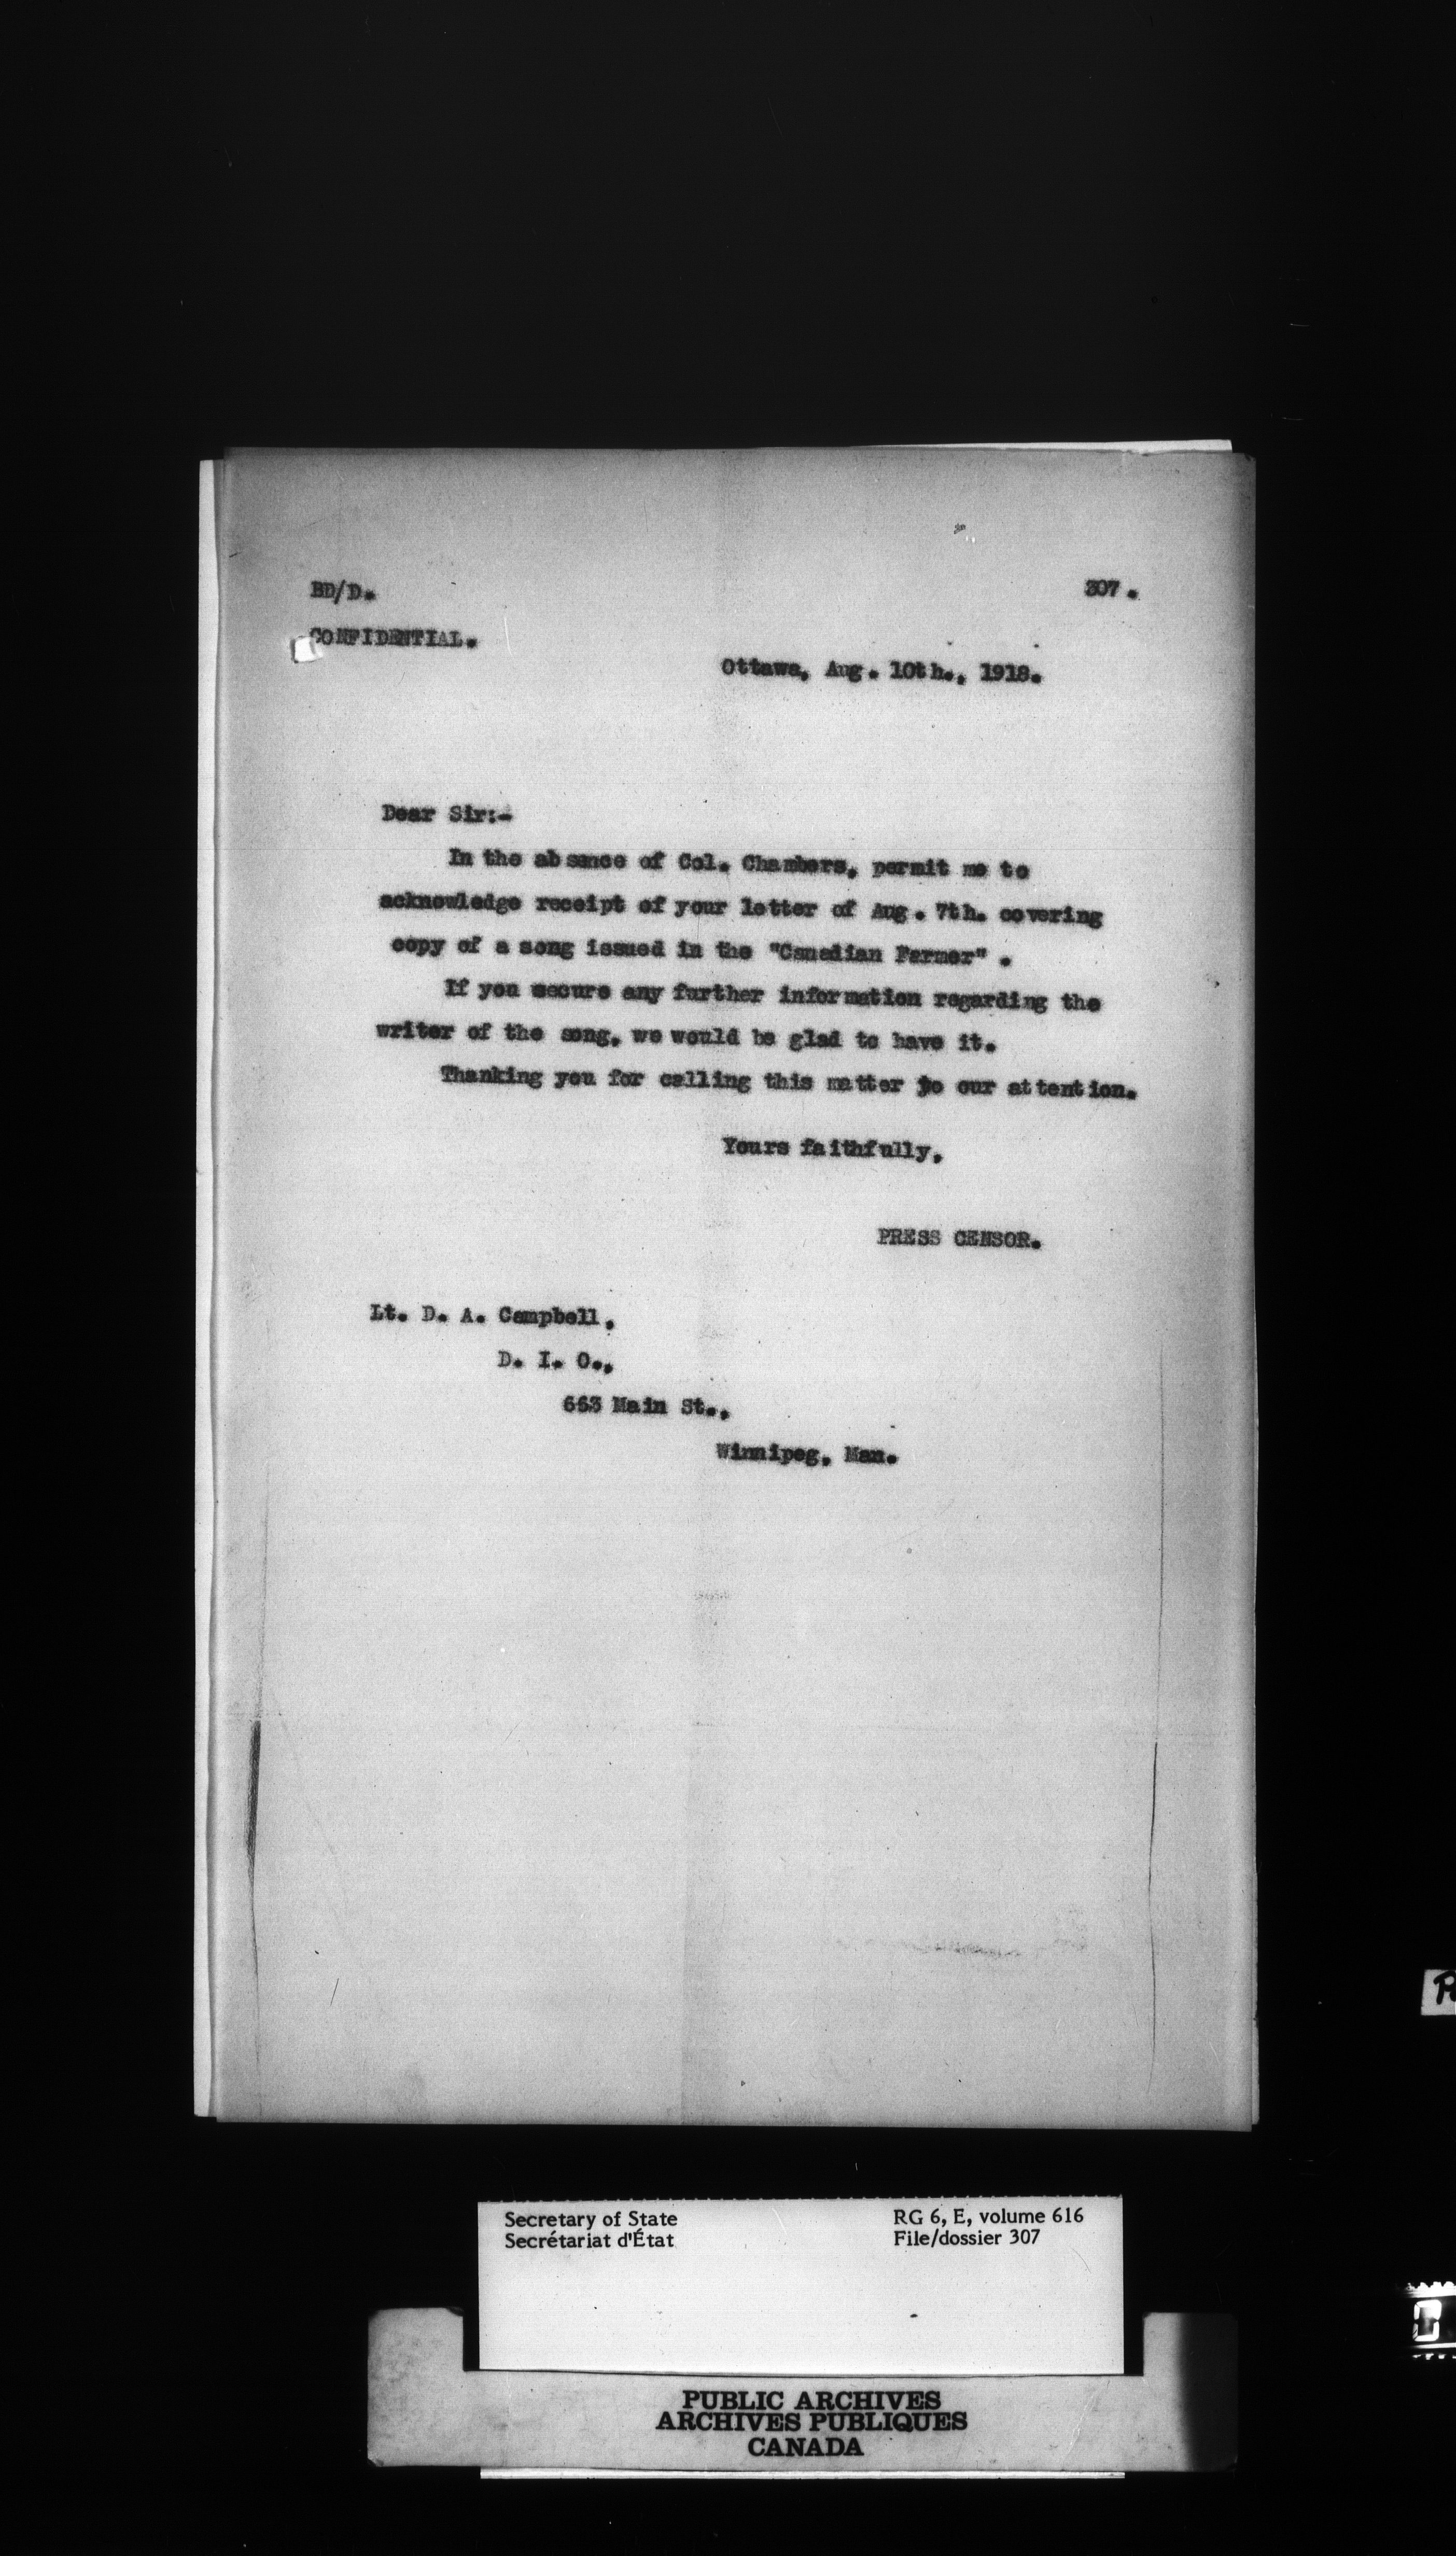 BD/D.
307.
CONFIDENTIAL.
Ottawa, Aug. 10th., 1918.
Dear Sir:-
In the absence of Col. Chambers, permit me to
acknowledge receipt of your letter of Aug. 7th. covering
copy of a song issued in the "Canadian Farmer".
If you secure any further information regarding the
writer of the song, we would be glad to have it.
Thanking you for calling this matter to our attention.
Yours faithfully,
PRESS CENSOR.
Lt. D. A. Campbell,
D. I. O.,
663 Main St.,
Winnipeg, Man.
Secretary of State
Secrétariat d'État
RG 6, E, volume 616
File/dossier 307
PUBLIC ARCHIVES
ARCHIVES PUBLIQUES
CANADA